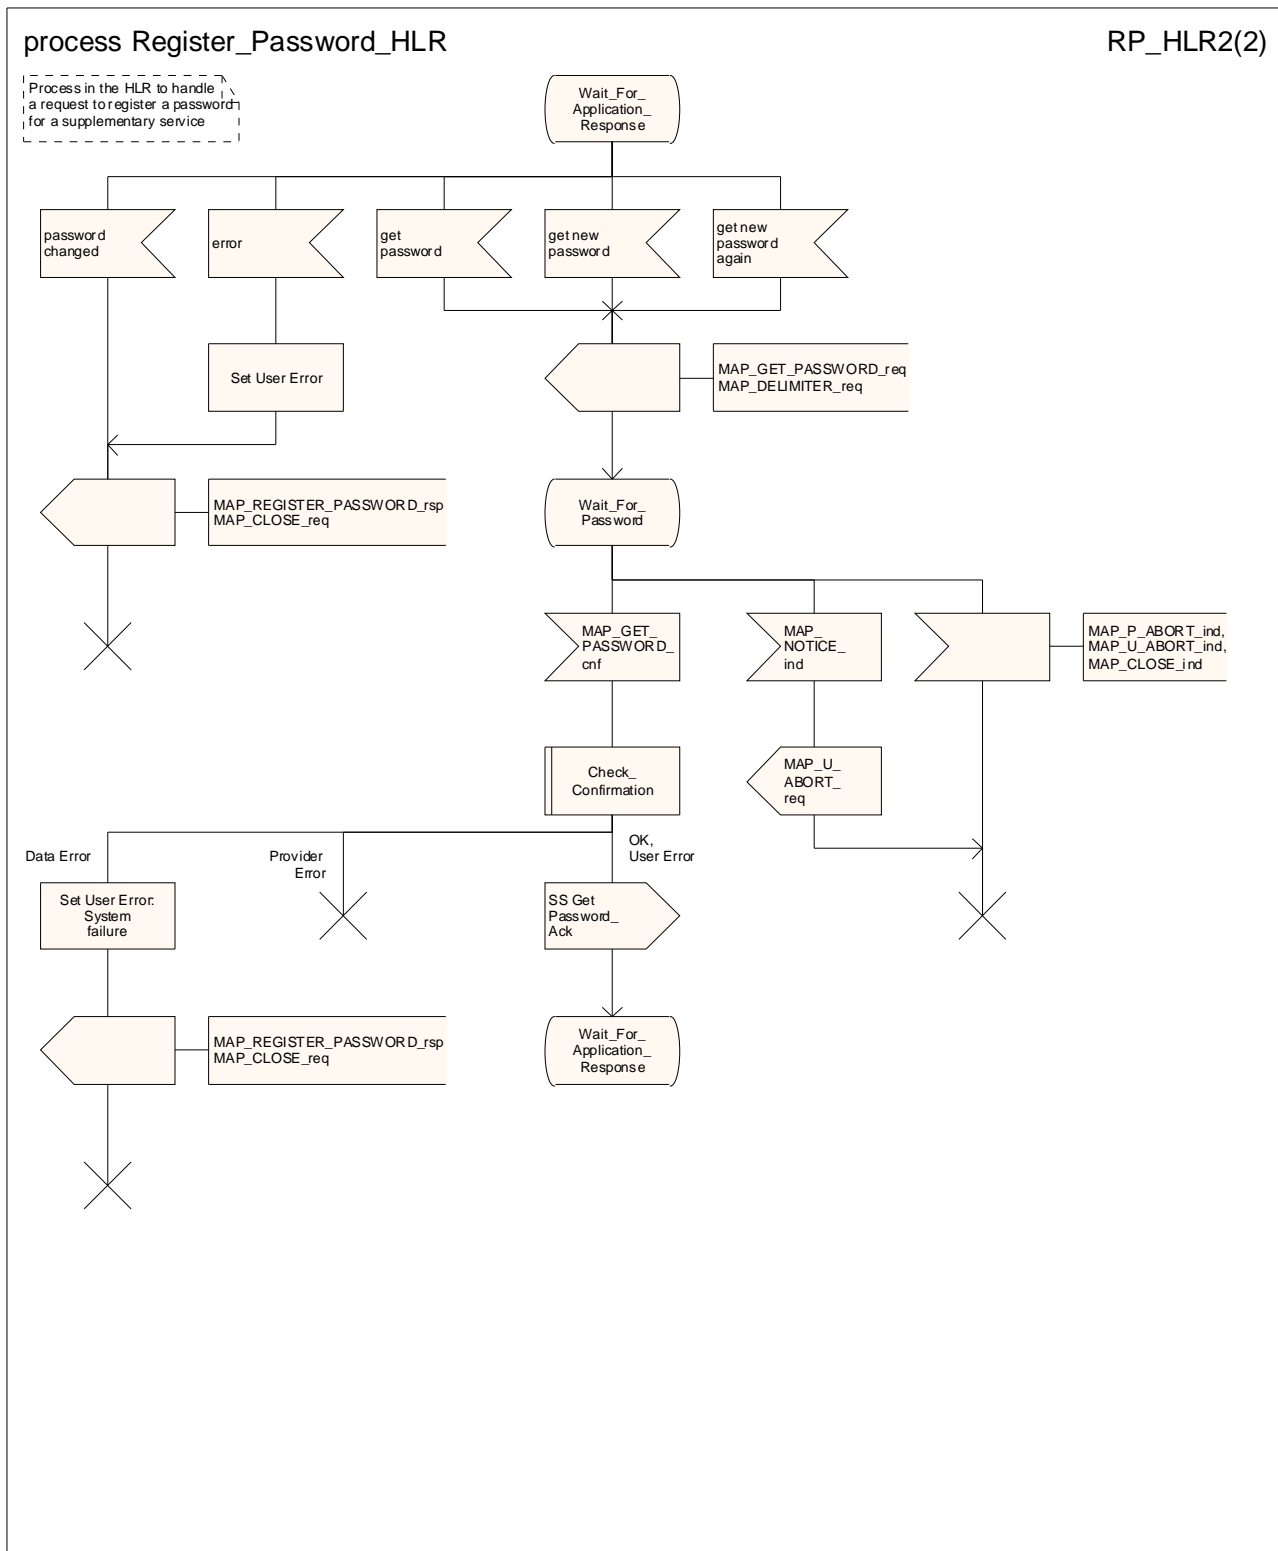 process Register_Password_HLR
RP_HLR2(2)
Process in the HLR to handle
a request to register a password
for a supplementary service
Wait_For_
Application_
Response
password
changed
error
get
password
get new
password
get new
password
again
Set User Error
MAP_GET_PASSWORD_req
MAP_DELIMITER_req
MAP_REGISTER_PASSWORD_rsp
MAP_CLOSE_req
Wait_For_
Password
MAP_GET_
PASSWORD_
cnf
MAP_
NOTICE_
ind
MAP_P_ABORT_ind,
MAP_U_ABORT_ind,
MAP_CLOSE_ind
Check_
Confirmation
MAP_U_
ABORT_
req
Data Error
Provider
Error
OK,
User Error
Set User Error:
System
failure
SS Get
Password_
Ack
MAP_REGISTER_PASSWORD_rsp
MAP_CLOSE_req
Wait_For_
Application_
Response